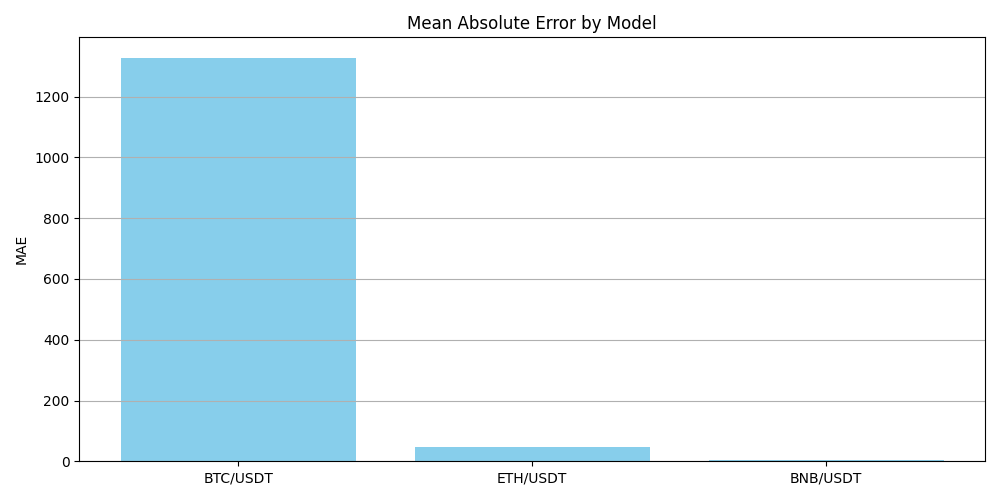 Mean Absolute Error by Model
MAE
1200
1000
800
600
400
200
0
BTC/USDT
ETH/USDT
BNB/USDT